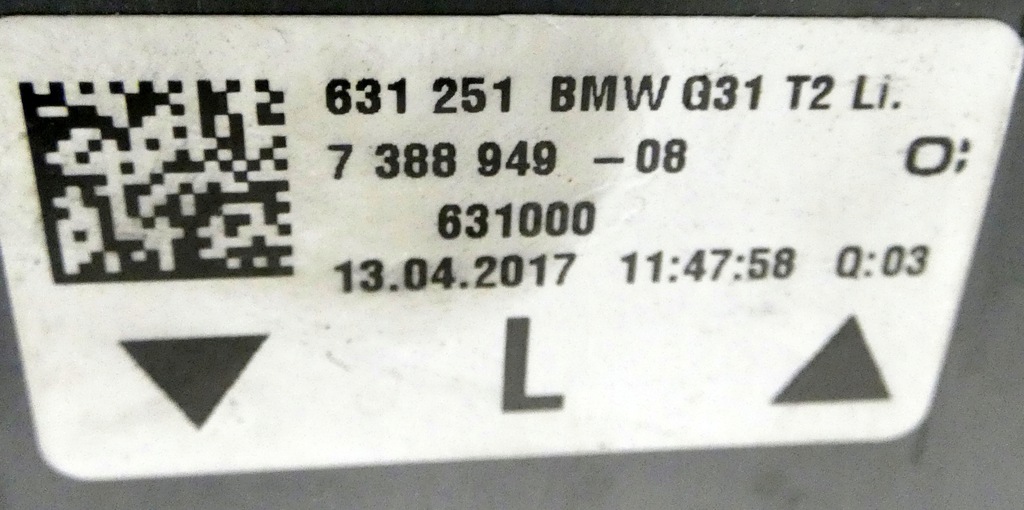 631 251 BMW G31 T2 Li.
7 388 949 -08 O;
631000
13.04.2017 11:47:58 Q:03
L